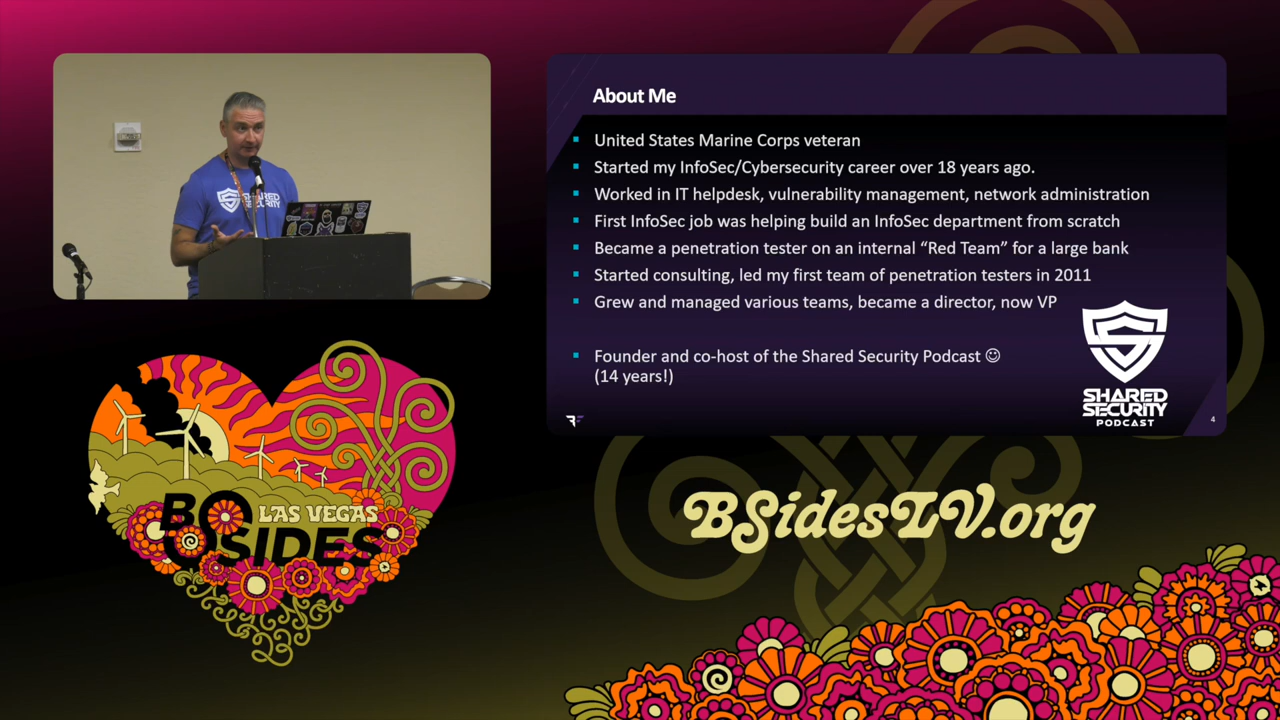 SHARED
SECURITY
About Me
United States Marine Corps veteran
Started my InfoSec/Cybersecurity career over 18 years ago.
Worked in IT helpdesk, vulnerability management, network administration
First InfoSec job was helping build an InfoSec department from scratch
Became a penetration tester on an internal “Red Team” for a large bank
Started consulting, led my first team of penetration testers in 2011
Grew and managed various teams, became a director, now VP
Founder and co-host of the Shared Security Podcast ☺
(14 years!)
SHARED
SECURITY
PODCAST
RF
4
LAS VEGAS
BSIDES
23
BSidesLV.org